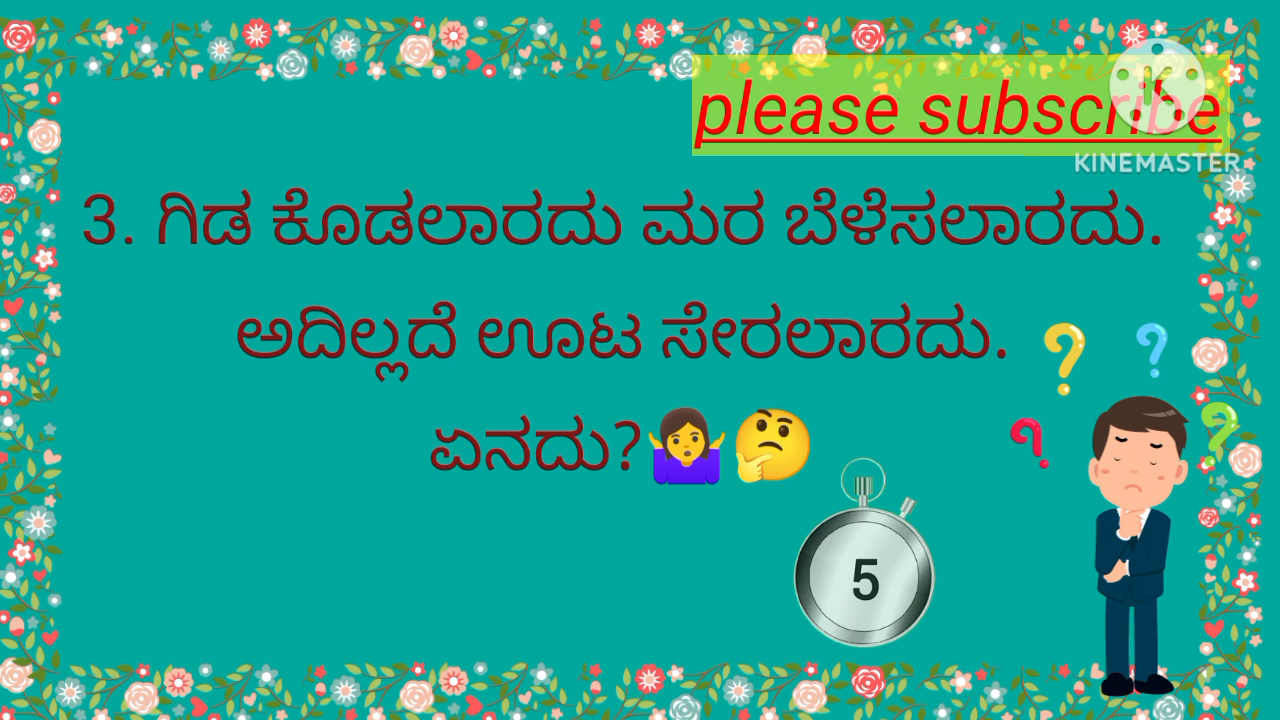 please subscribe
KINEMASTER
3. ಗಿಡ ಕೊಡಲಾರದು ಮರ ಬೆಳೆಸಲಾರದು.
ಅದಿಲ್ಲದೆ ಊಟ ಸೇರಲಾರದು.
ಏನದು?
5